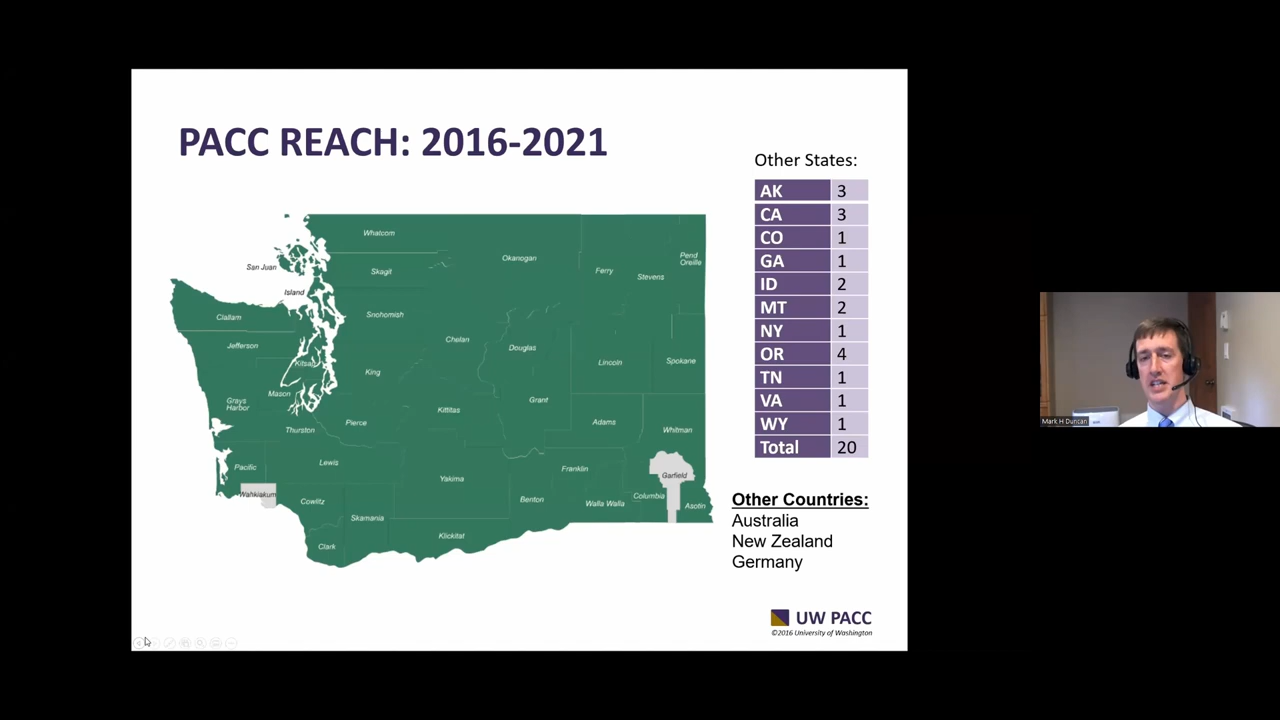 PACC REACH: 2016-2021
Other States:
AK 3
CA 3
CO 1
GA 1
ID 2
MT 2
NY 1
OR 4
TN 1
VA 1
WY 1
Total 20
Whatcom
San Juan
Skagit
Okanogan
Ferry
Stevens
Pend
Oreille
Island
Clallam
Snohomish
Jefferson
Chelan
Douglas
Kitsap
King
Lincoln
Spokane
Mason
Grays
Harbor
Grant
Kittitas
Pierce
Thurston
Adams
Whitman
Pacific
Lewis
Yakima
Franklin
Garfield
Wahkiakum
Cowlitz
Benton
Walla Walla
Columbia
Asotin
Skamania
Klickitat
Clark
Other Countries:
Australia
New Zealand
Germany
UW PACC
©2016 University of Washington
Mark H Duncan